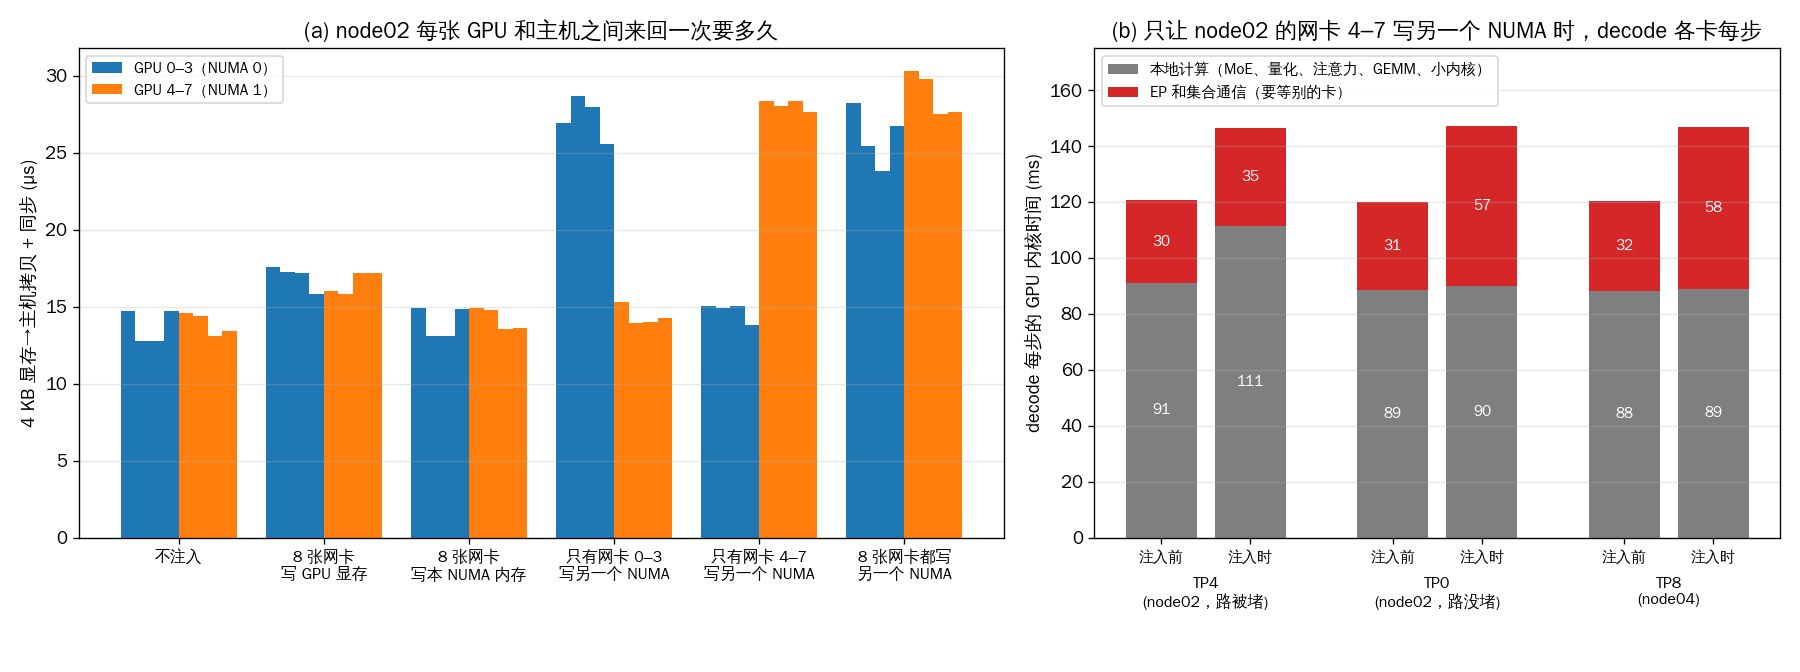 (a) node02 每张 GPU 和主机之间来回一次要多久
4 KB 显存→主机拷贝 + 同步 (µs)
GPU 0–3（NUMA 0）
GPU 4–7（NUMA 1）
30
25
20
15
10
5
0
不注入
8 张网卡
写 GPU 显存
8 张网卡
写本 NUMA 内存
只有网卡 0–3
写另一个 NUMA
只有网卡 4–7
写另一个 NUMA
8 张网卡都写
另一个 NUMA
(b) 只让 node02 的网卡 4–7 写另一个 NUMA 时，decode 各卡每步
decode 每步的 GPU 内核时间 (ms)
本地计算（MoE、量化、注意力、GEMM、小内核）
EP 和集合通信（要等别的卡）
160
140
120
100
80
60
40
20
0
30
91
35
111
31
89
57
90
32
88
58
89
注入前
注入时
注入前
注入时
注入前
注入时
TP4
(node02，路被堵)
TP0
(node02，路没堵)
TP8
(node04)